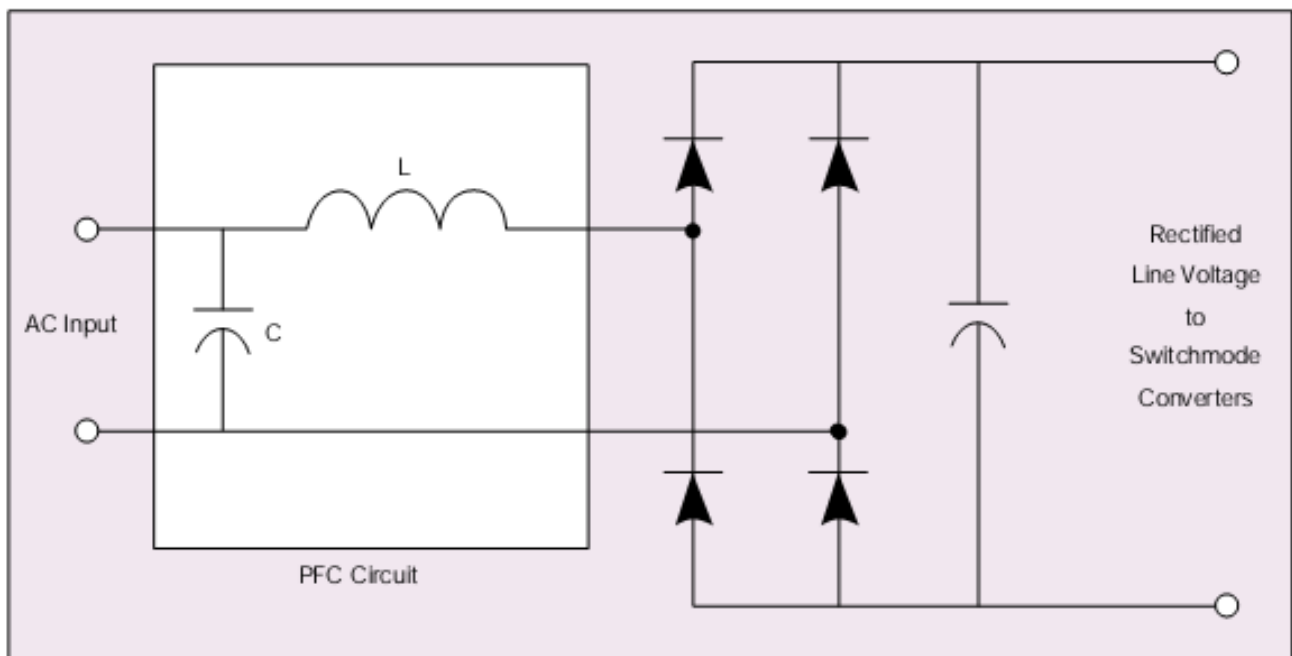 L
AC Input
C
PFC Circuit
Rectified
Line Voltage
to
Switchmode
Converters